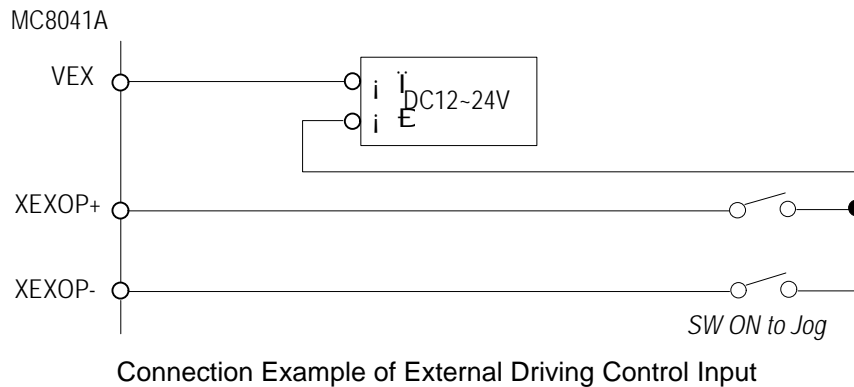 MC8041A
VEX
¡ Ï
DC12~24V
¡ E
XEXOP+
XEXOP-
SW ON to Jog
Connection Example of External Driving Control Input